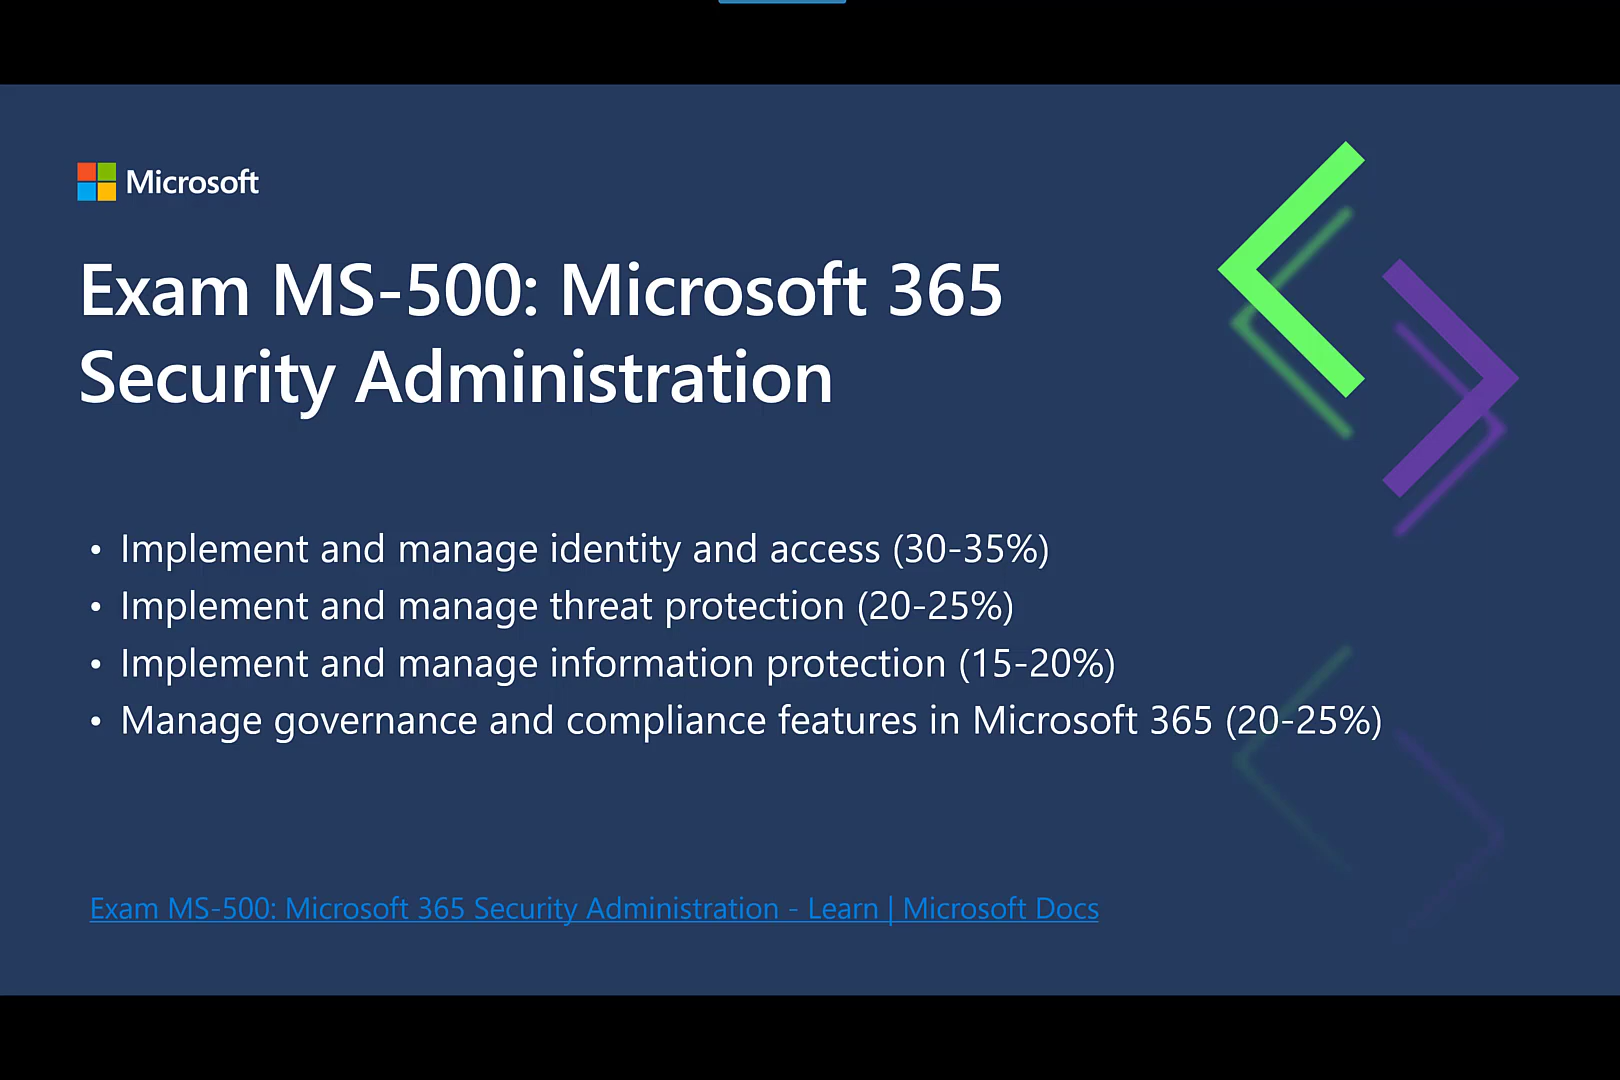 Microsoft
Exam MS-500: Microsoft 365
Security Administration
• Implement and manage identity and access (30-35%)
• Implement and manage threat protection (20-25%)
• Implement and manage information protection (15-20%)
• Manage governance and compliance features in Microsoft 365 (20-25%)
Exam MS-500: Microsoft 365 Security Administration - Learn | Microsoft Docs